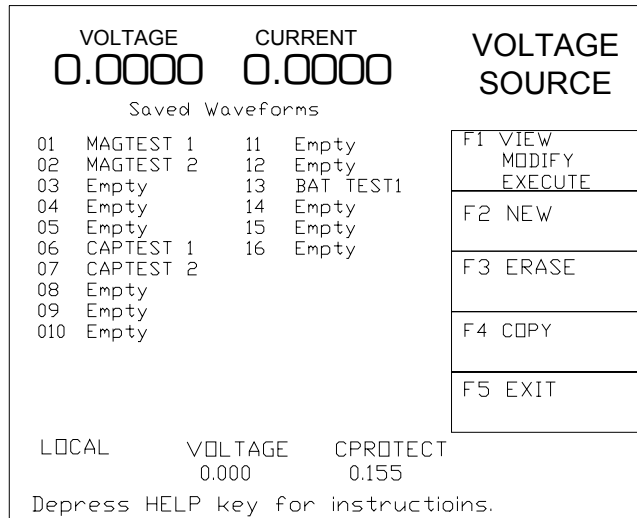 VOLTAGE CURRENT
0.0000 0.0000
VOLTAGE
SOURCE
Saved Waveforms
01 MAGTEST 1 11 Empty
02 MAGTEST 2 12 Empty
03 Empty 13 BAT TEST1
04 Empty 14 Empty
05 Empty 15 Empty
06 CAPTEST 1 16 Empty
07 CAPTEST 2
08 Empty
09 Empty
010 Empty
F1 VIEW
MODIFY
EXECUTE
F2 NEW
F3 ERASE
F4 COPY
F5 EXIT
LOCAL VOLTAGE CPROTECT
0.000 0.155
Depress HELP key for instructioins.